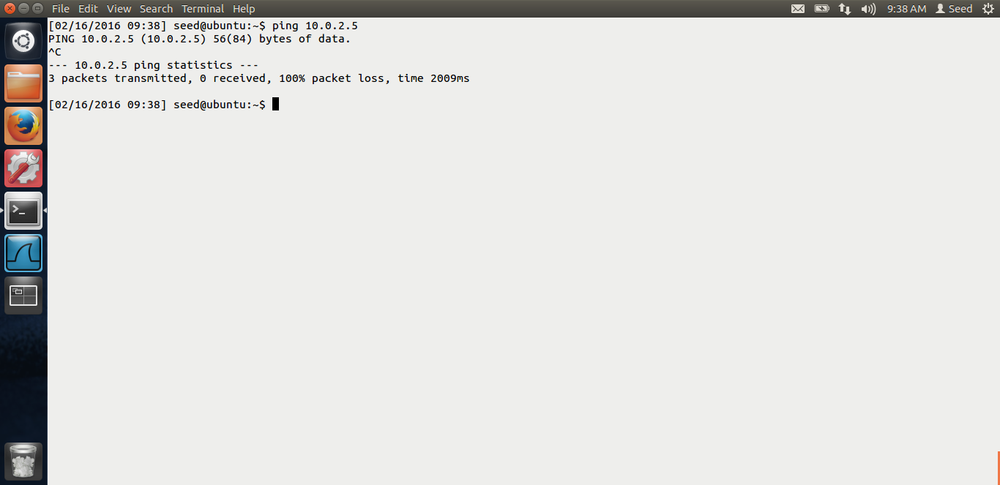 File Edit View Search Terminal Help 9:38 AM Seed
[02/16/2016 09:38] seed@ubuntu:~$ ping 10.0.2.5
PING 10.0.2.5 (10.0.2.5) 56(84) bytes of data.
^C
--- 10.0.2.5 ping statistics ---
3 packets transmitted, 0 received, 100% packet loss, time 2009ms
[02/16/2016 09:38] seed@ubuntu:~$